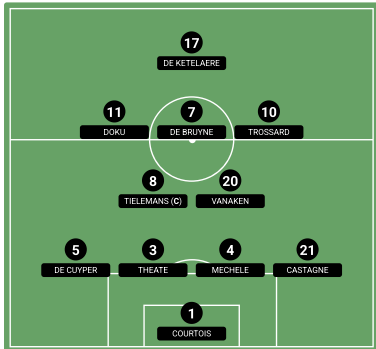 17
DE KETELAERE
11 7 10
DOKU DE BRUYNE TROSSARD
8 20
TIELEMANS (C) VANAKEN
5 3 4 21
DE CUYPER THEATE MECHELE CASTAGNE
1
COURTOIS